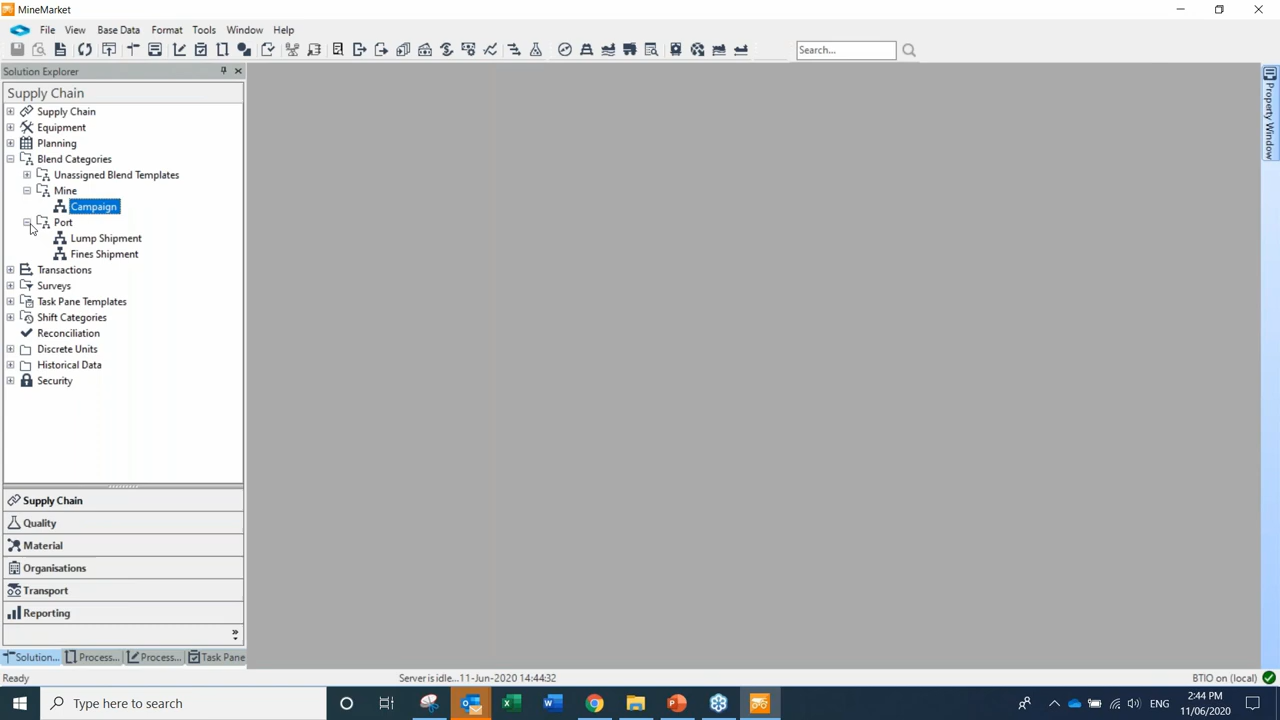 MineMarket
File View Base Data Format Tools Window Help
Search...
Solution Explorer
Supply Chain
Supply Chain
Equipment
Planning
Blend Categories
Unassigned Blend Templates
Mine
Campaign
Port
Lump Shipment
Fines Shipment
Transactions
Surveys
Task Pane Templates
Shift Categories
Reconciliation
Discrete Units
Historical Data
Security
Supply Chain
Quality
Material
Organisations
Transport
Reporting
Solution... Process... Process... Task Pane
Property Window
Ready Server is idle...11-Jun-2020 14:44:32 BTIO on (local)
Type here to search
ENG
2:44 PM
11/06/2020